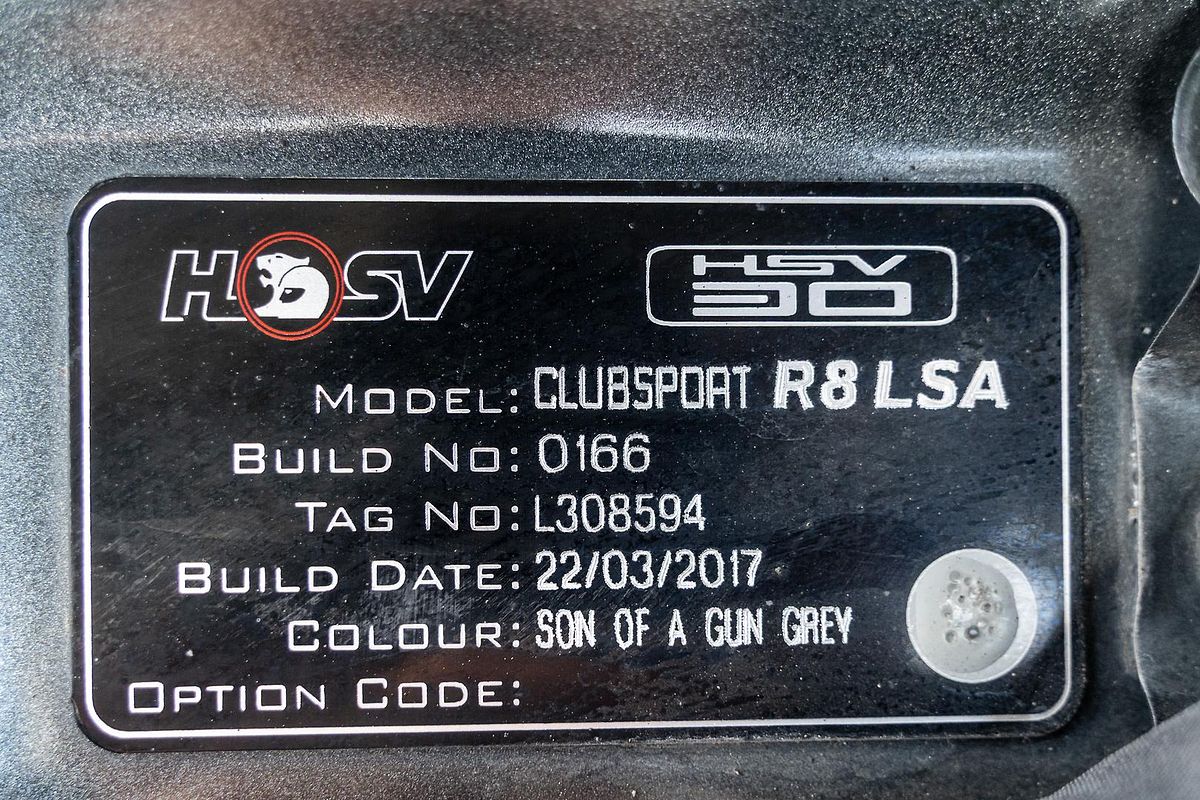 HSV
HSV
30
MODEL: CLUBSPORT R8 LSA
BUILD NO: 0166
TAG NO: L308594
BUILD DATE: 22/03/2017
COLOUR: SON OF A GUN GREY
OPTION CODE: